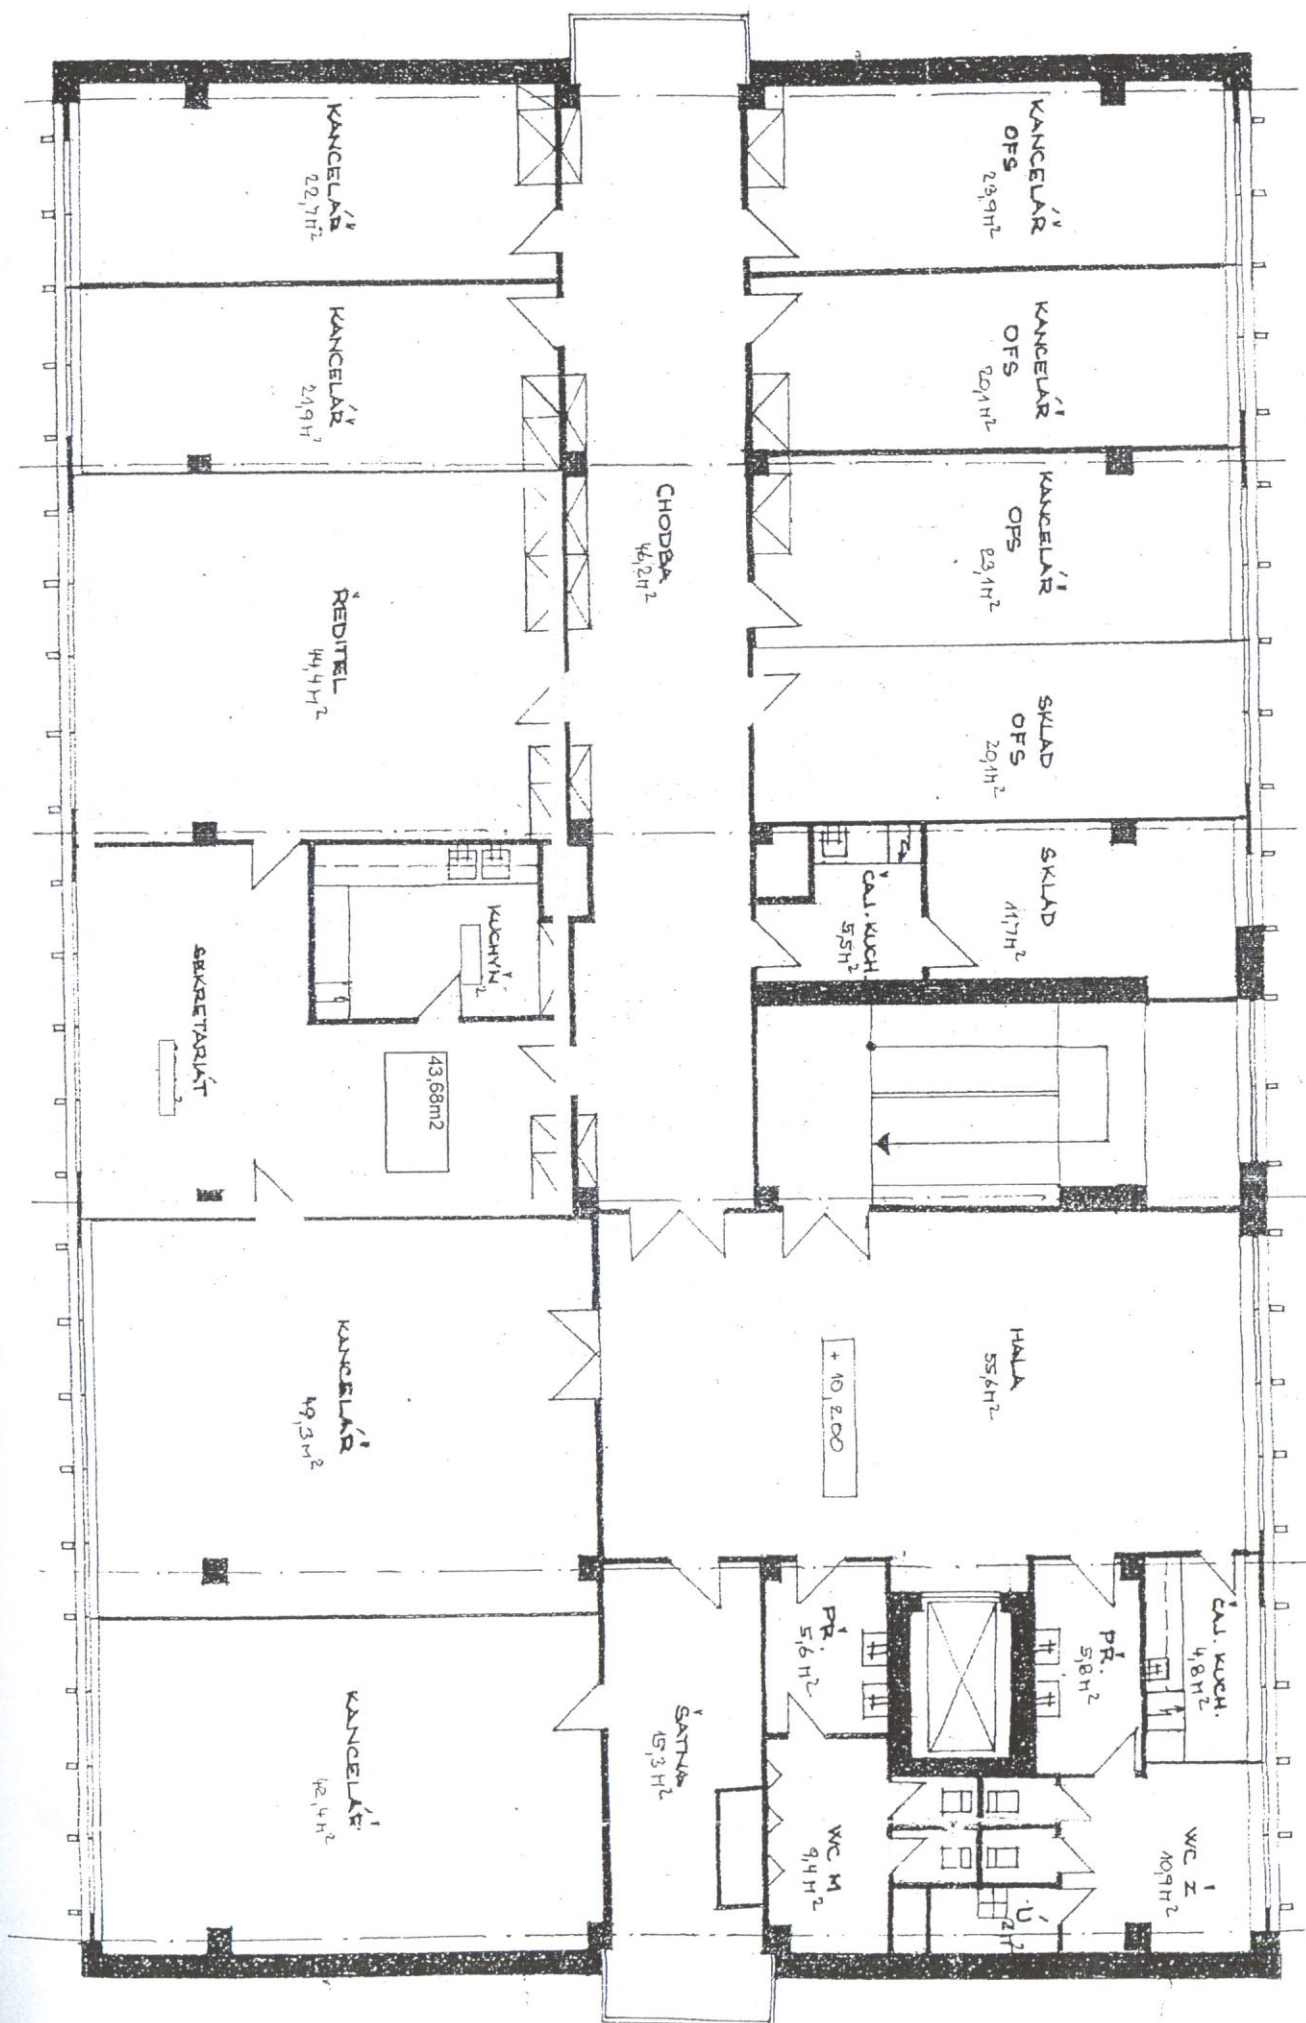 KANCELÁŘ
22,7M²
KANCELÁŘ
21,9M²
ŘEDITEL
44,4M²
SEKRETARIÁT
²
KUCHYŇ
²
43,68m2
KANCELÁŘ
49,3M²
KANCELÁŘ
42,4M²
CHODBA
46,2M²
KANCELÁŘ
OFS
23,9M²
KANCELÁŘ
OFS
20,1M²
KANCELÁŘ
OFS
23,1M²
SKLAD
OFS
20,1M²
SKLAD
11,7M²
ČAJ. KUCH.
5,5M²
HALA
55,6M²
+ 10,200
ŠATNA
15,3M²
PŘ.
5,6M²
PŘ.
5,8M²
ČAJ. KUCH.
4,8M²
WC M
9,4M²
WC Ž
10,9M²
Ú
2M²